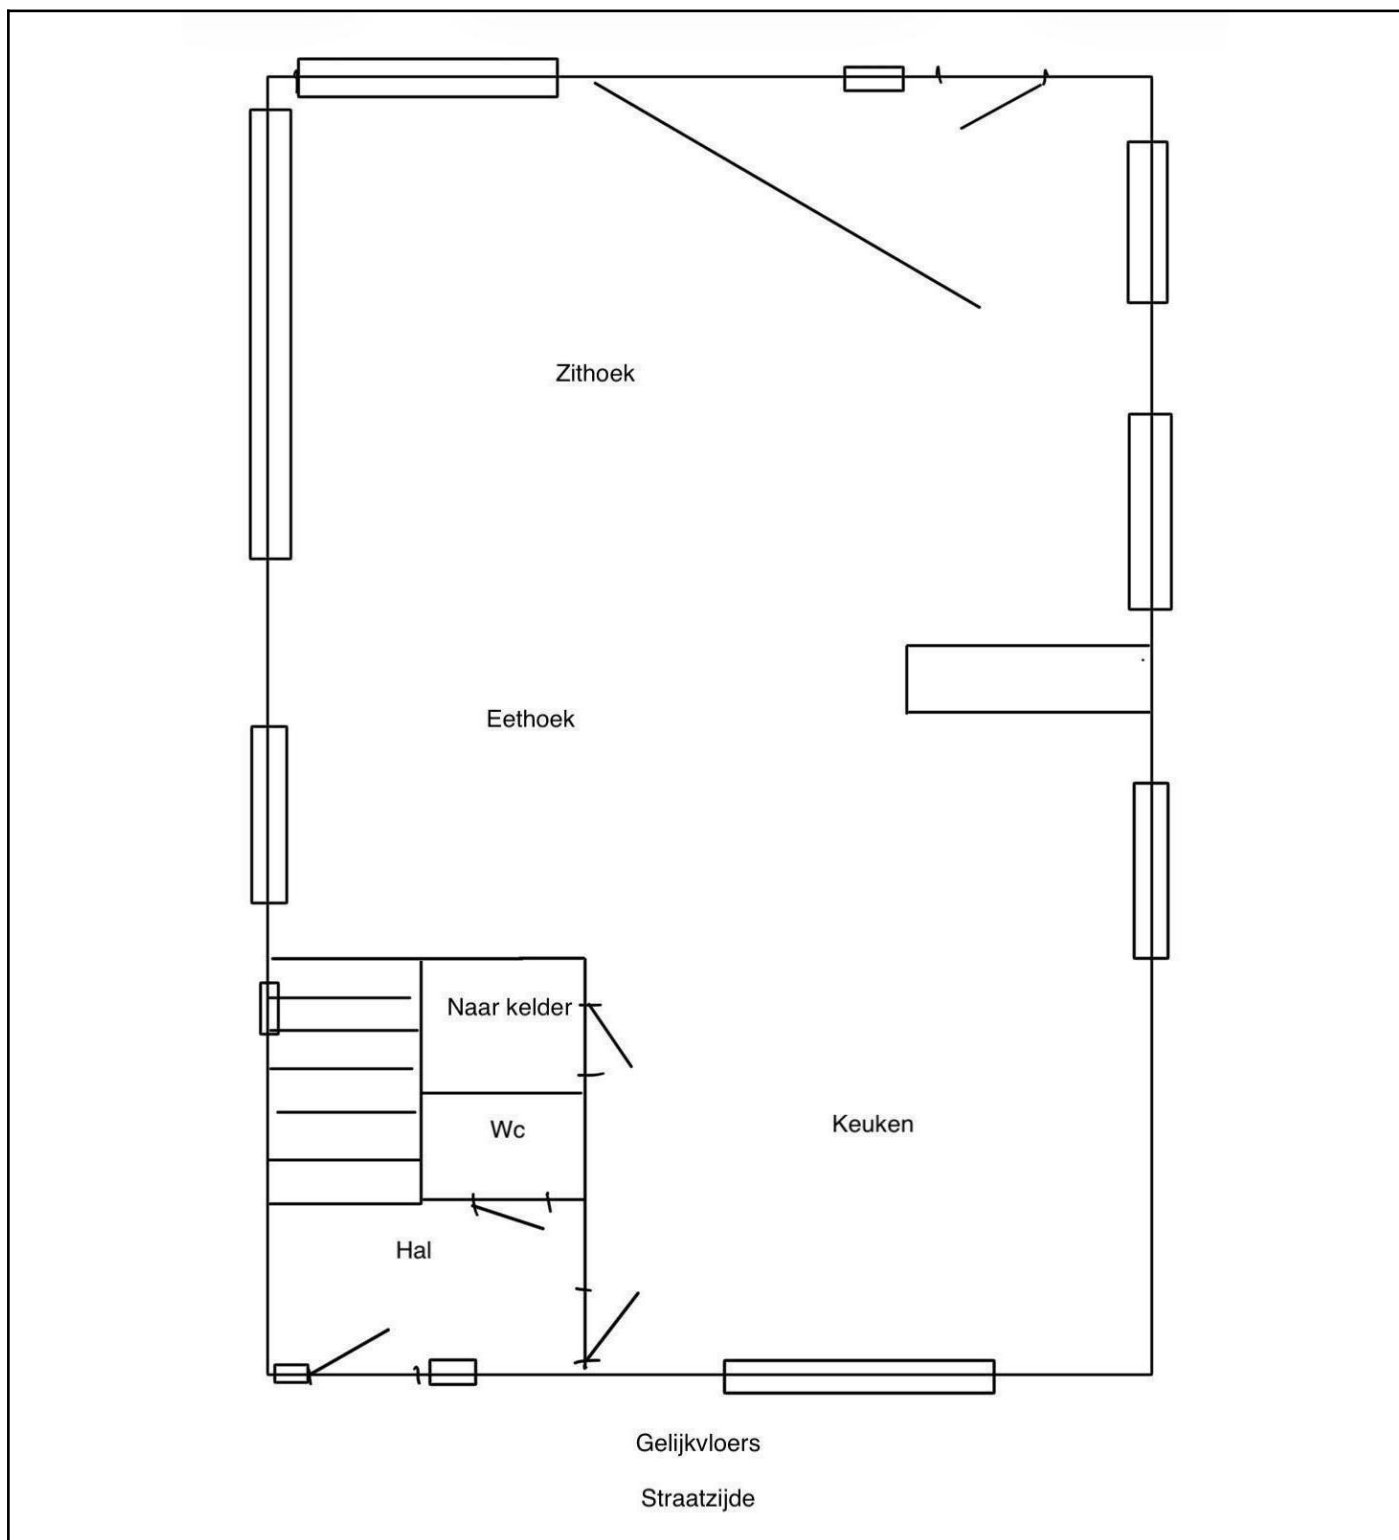 Zithoek
Eethoek
Naar kelder
Wc
Keuken
Hal
Gelijkvloers
Straatzijde